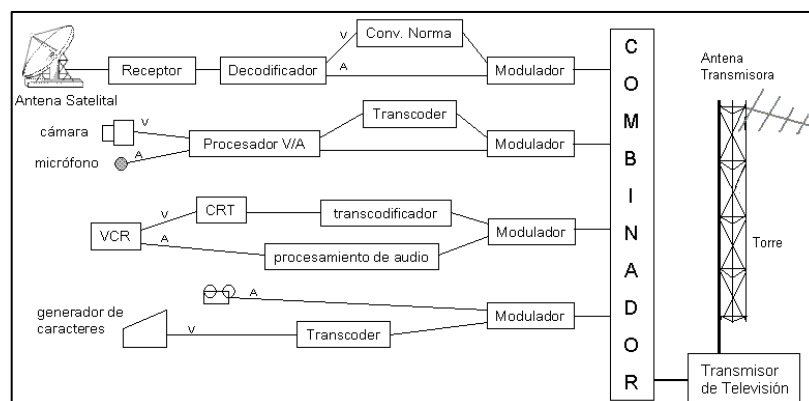 Antena Satelital
Receptor
Decodificador
V
A
Conv. Norma
Modulador
cámara
micrófono
V
A
Procesador V/A
Transcoder
Modulador
VCR
V
A
CRT
transcodificador
procesamiento de audio
Modulador
generador de
caracteres
A
V
Transcoder
Modulador
C
O
M
B
I
N
A
D
O
R
Antena
Transmisora
Torre
Transmisor
de Televisión